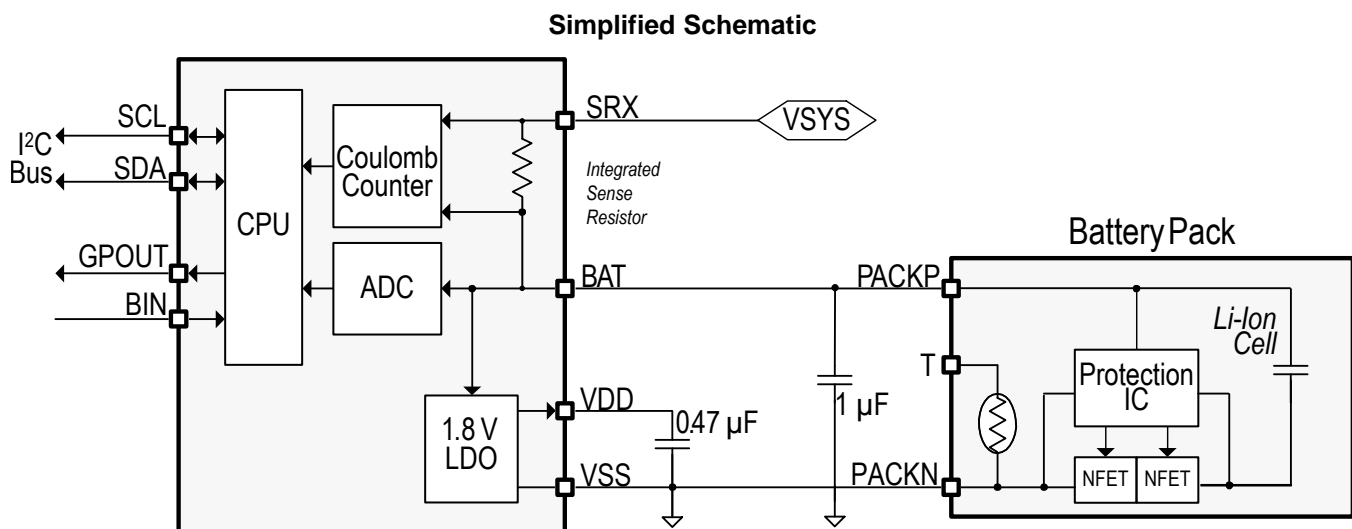 Simplified Schematic
SCL
I²C
Bus
SDA
GPOUT
BIN
CPU
Coulomb
Counter
ADC
1.8 V
LDO
SRX
VSYS
Integrated
Sense
Resistor
BAT
VDD
0.47 µF
VSS
1 µF
Battery Pack
PACKP
T
PACKN
Li-Ion
Cell
Protection
IC
NFET
NFET